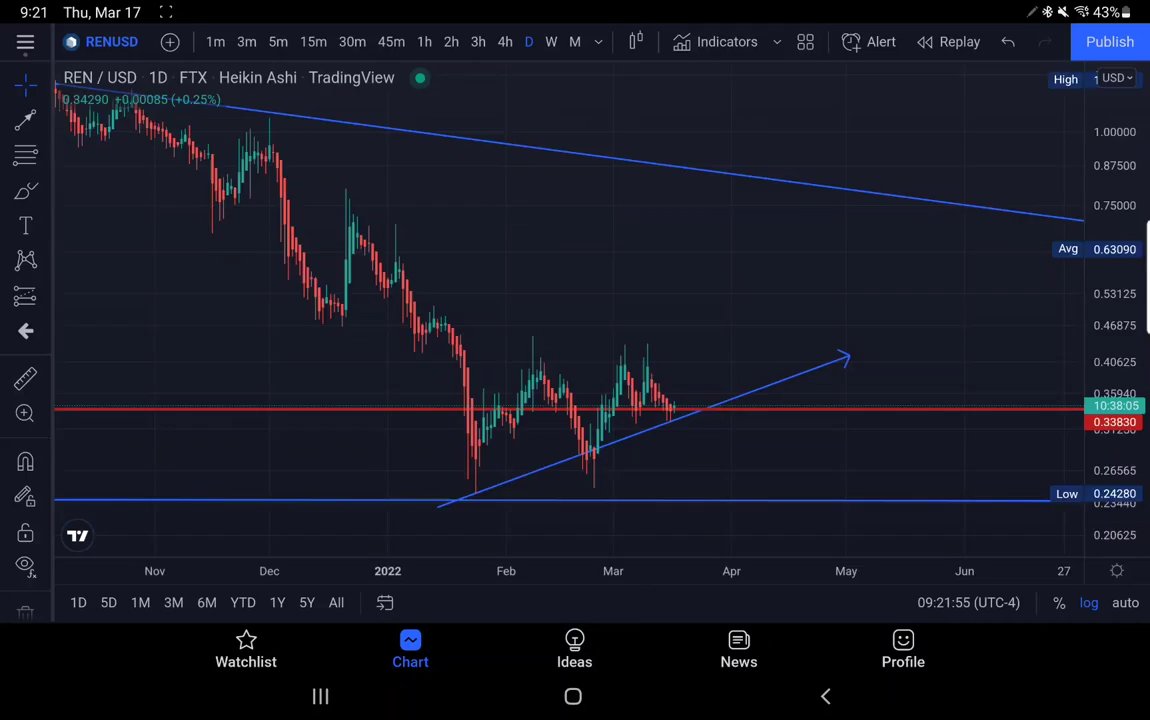 9:21 Thu, Mar 17 43%
RENUSD 1m 3m 5m 15m 30m 45m 1h 2h 3h 4h D W M Indicators Alert Replay Publish
REN / USD · 1D · FTX · Heikin Ashi · TradingView
0.34290 +0.00085 (+0.25%)
High USD
1.00000
0.87500
0.75000
Avg 0.63090
0.53125
0.46875
0.40625
0.35940
10:38:05
0.33830
0.26565
Low 0.24280
0.23440
0.20625
Nov Dec 2022 Feb Mar Apr May Jun 27
1D 5D 1M 3M 6M YTD 1Y 5Y All 09:21:55 (UTC-4) % log auto
Watchlist Chart Ideas News Profile